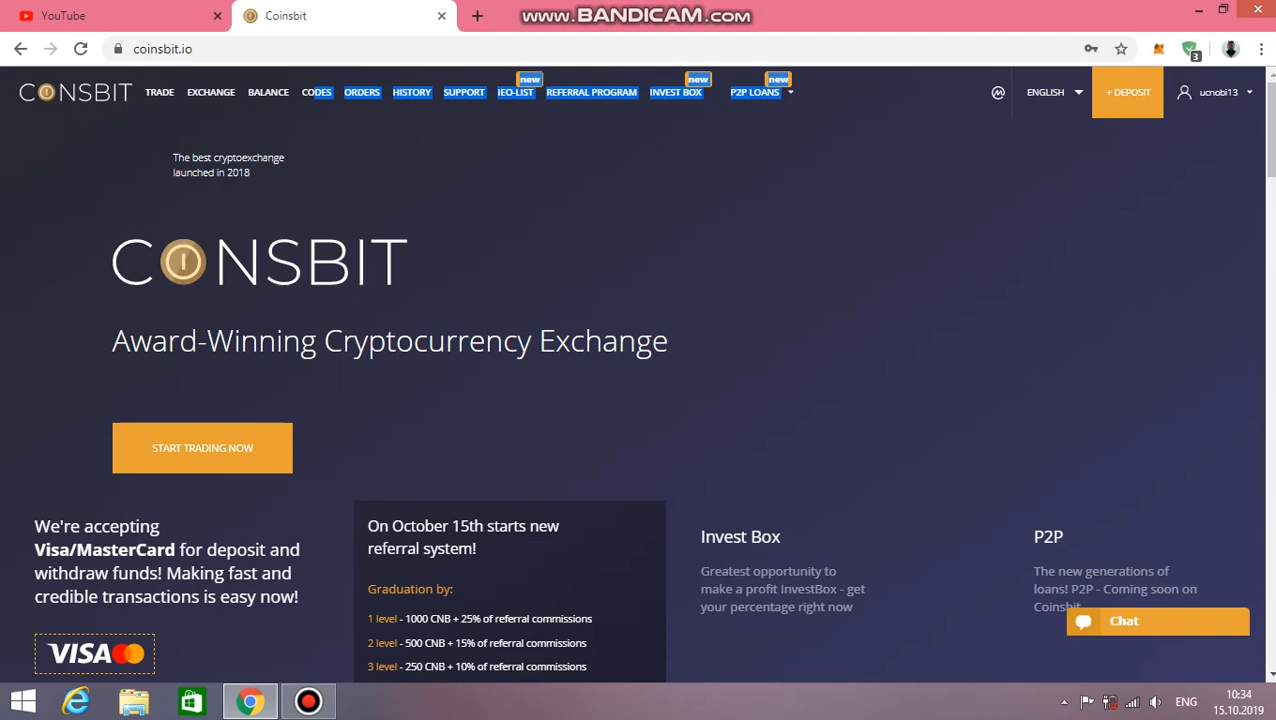 YouTube
Coinsbit
www.BANDICAM.com
coinsbit.io
3
new new new
COINSBIT TRADE EXCHANGE BALANCE CODES ORDERS HISTORY SUPPORT IEO-LIST REFERRAL PROGRAM INVEST BOX P2P LOANS ENGLISH + DEPOSIT ucnobi13
The best cryptoexchange
launched in 2018
COINSBIT
Award-Winning Cryptocurrency Exchange
START TRADING NOW
We're accepting
Visa/MasterCard for deposit and
withdraw funds! Making fast and
credible transactions is easy now!
VISA
On October 15th starts new
referral system!
Graduation by:
1 level - 1000 CNB + 25% of referral commissions
2 level - 500 CNB + 15% of referral commissions
3 level - 250 CNB + 10% of referral commissions
Invest Box
Greatest opportunity to
make a profit InvestBox - get
your percentage right now
P2P
The new generations of
loans! P2P - Coming soon on
Coinsbit
Chat
ENG
10:34
15.10.2019